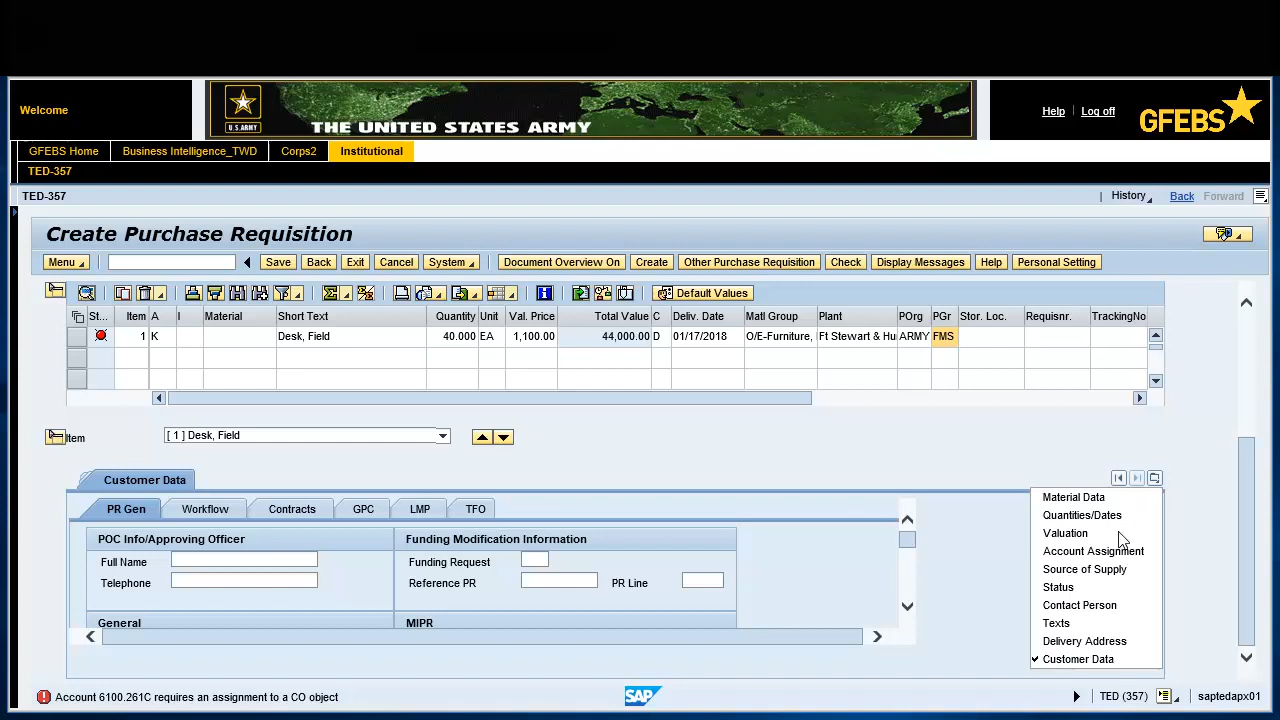 Welcome
U.S.ARMY
THE UNITED STATES ARMY
Help | Log off
GFEBS
GFEBS Home Business Intelligence_TWD Corps2 Institutional
TED-357
TED-357
History Back Forward
Create Purchase Requisition
Menu Save Back Exit Cancel System Document Overview On Create Other Purchase Requisition Check Display Messages Help Personal Setting
Default Values
St... Item A I Material Short Text Quantity Unit Val. Price Total Value C Deliv. Date Matl Group Plant POrg PGr Stor. Loc. Requisnr. TrackingNo
1 K Desk, Field 40.000 EA 1,100.00 44,000.00 D 01/17/2018 O/E-Furniture, Ft Stewart & Hu ARMY FMS
Item [ 1 ] Desk, Field
Customer Data
PR Gen Workflow Contracts GPC LMP TFO
POC Info/Approving Officer Funding Modification Information
Full Name Funding Request
Telephone Reference PR PR Line
General MIPR
Material Data
Quantities/Dates
Valuation
Account Assignment
Source of Supply
Status
Contact Person
Texts
Delivery Address
Customer Data
Account 6100.261C requires an assignment to a CO object
SAP
TED (357) saptedapx01